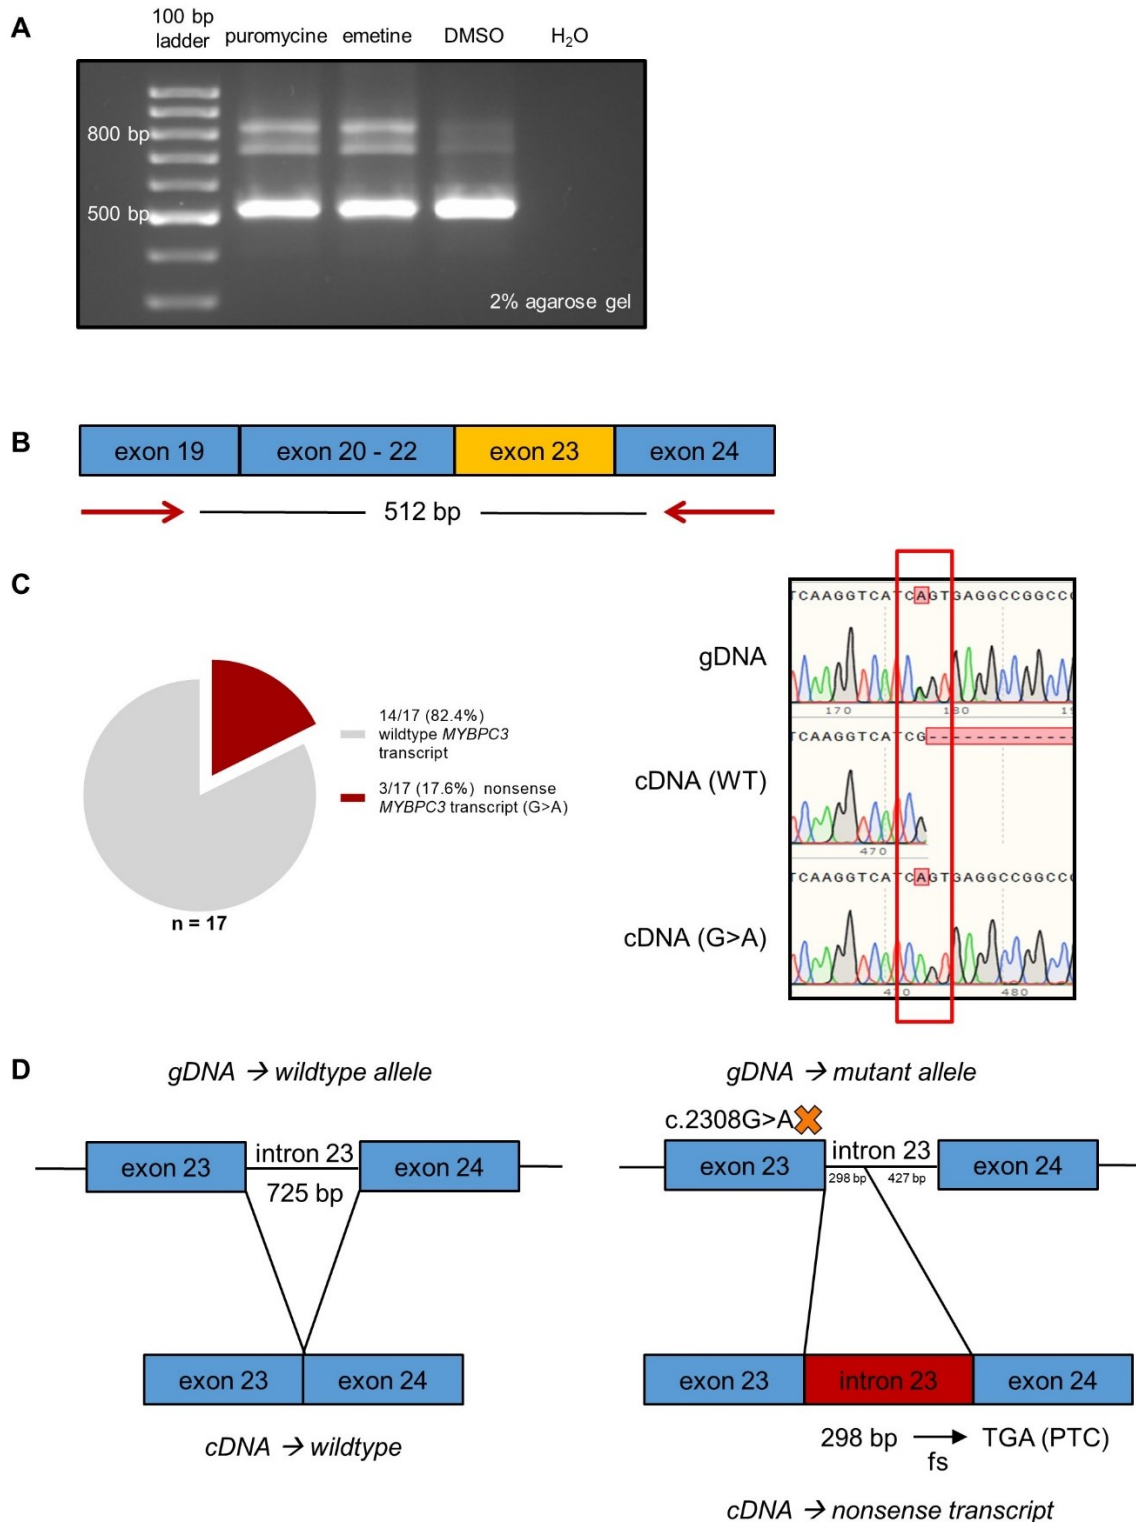 A
100 bp
ladder
puromycine
emetine
DMSO
H₂O
800 bp
500 bp
2% agarose gel
B
exon 19
exon 20 - 22
exon 23
exon 24
512 bp
C
14/17 (82.4%)
wildtype MYBPC3
transcript
3/17 (17.6%) nonsense
MYBPC3 transcript (G>A)
n = 17
gDNA
TCAAGGTCATCAGTGAGGCCGGCC
170
180
cDNA (WT)
TCAAGGTCATCG------------
470
cDNA (G>A)
TCAAGGTCATCAGTGAGGCCGGCC
470
480
D
gDNA → wildtype allele
exon 23
intron 23
exon 24
725 bp
exon 23
exon 24
cDNA → wildtype
gDNA → mutant allele
c.2308G>A
exon 23
intron 23
298 bp
427 bp
exon 24
exon 23
intron 23
exon 24
298 bp → TGA (PTC)
fs
cDNA → nonsense transcript